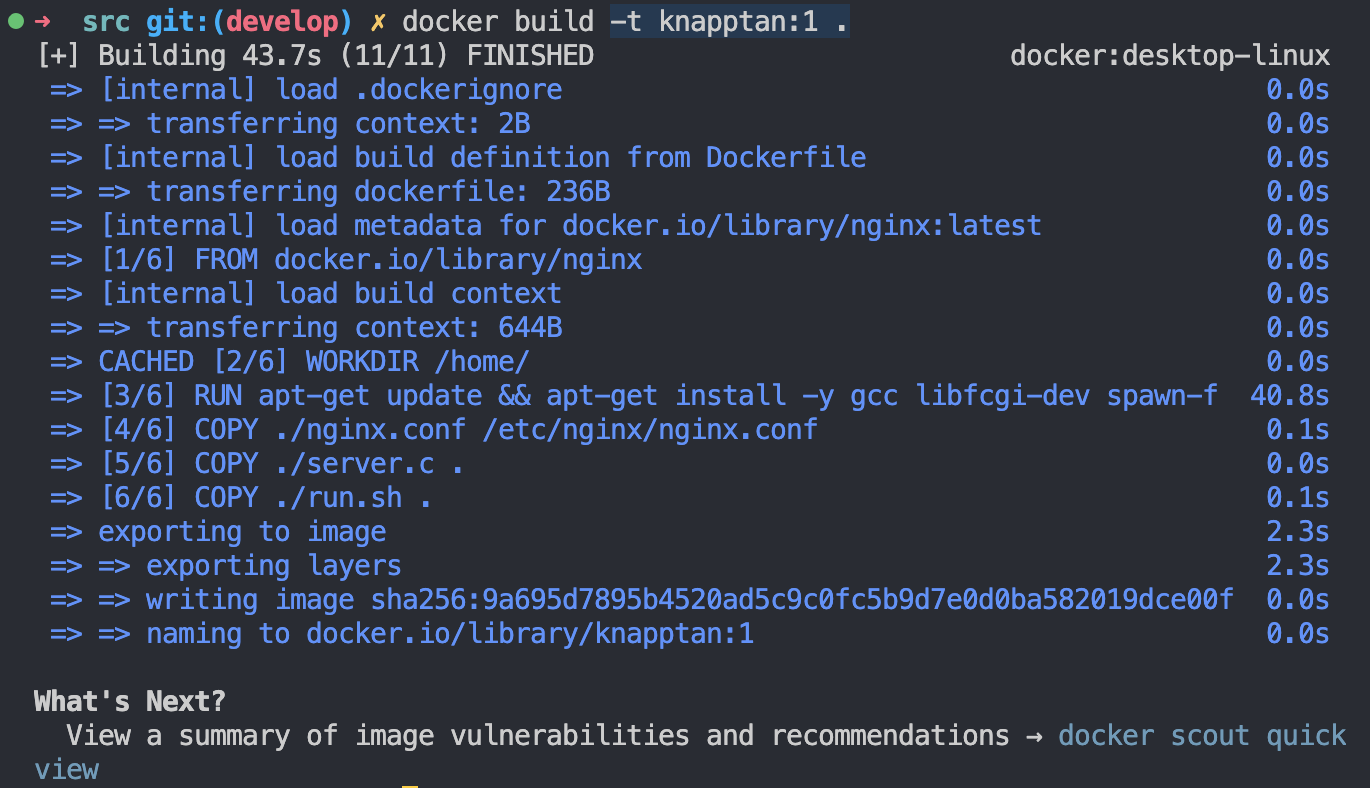 ➜  src git:(develop) ✗ docker build -t knapptan:1 .
[+] Building 43.7s (11/11) FINISHED docker:desktop-linux
=> [internal] load .dockerignore 0.0s
=> => transferring context: 2B 0.0s
=> [internal] load build definition from Dockerfile 0.0s
=> => transferring dockerfile: 236B 0.0s
=> [internal] load metadata for docker.io/library/nginx:latest 0.0s
=> [1/6] FROM docker.io/library/nginx 0.0s
=> [internal] load build context 0.0s
=> => transferring context: 644B 0.0s
=> CACHED [2/6] WORKDIR /home/ 0.0s
=> [3/6] RUN apt-get update && apt-get install -y gcc libfcgi-dev spawn-f 40.8s
=> [4/6] COPY ./nginx.conf /etc/nginx/nginx.conf 0.1s
=> [5/6] COPY ./server.c . 0.0s
=> [6/6] COPY ./run.sh . 0.1s
=> exporting to image 2.3s
=> => exporting layers 2.3s
=> => writing image sha256:9a695d7895b4520ad5c9c0fc5b9d7e0d0ba582019dce00f 0.0s
=> => naming to docker.io/library/knapptan:1 0.0s
What's Next?
View a summary of image vulnerabilities and recommendations → docker scout quick
view